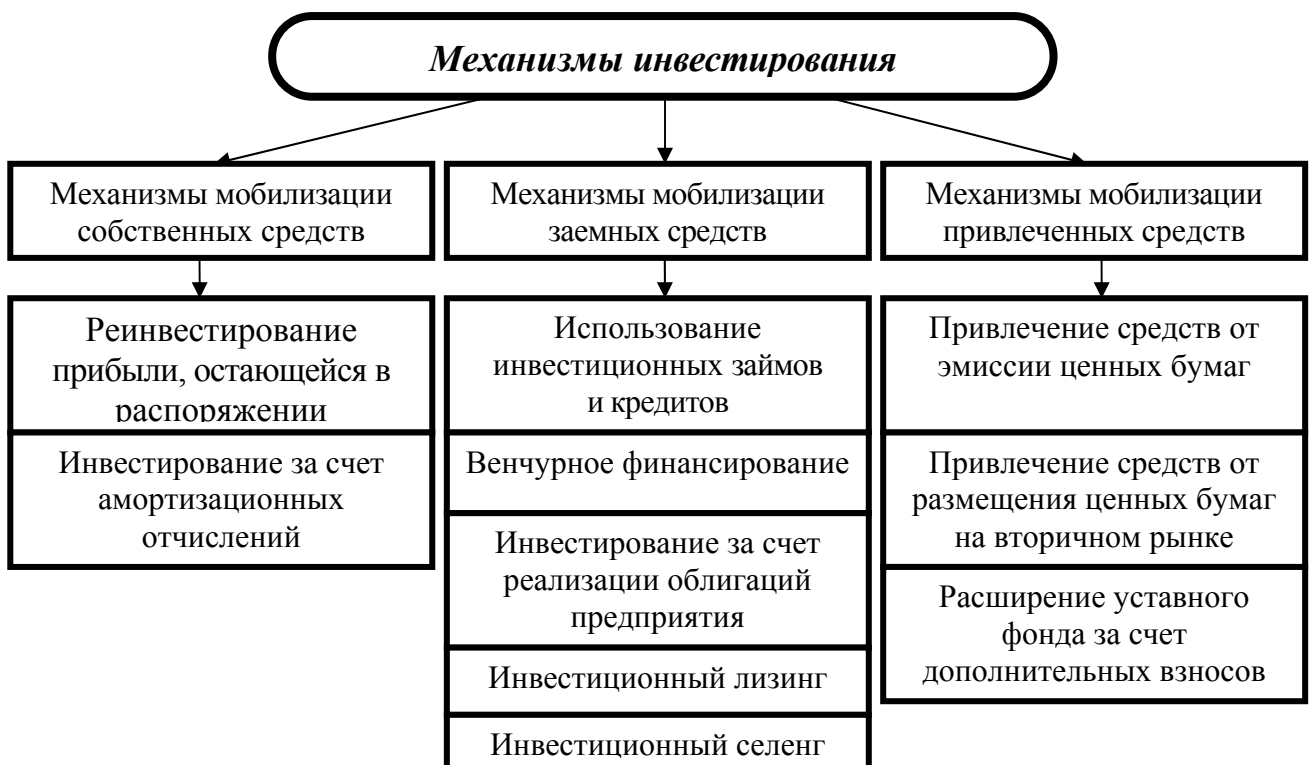 Механизмы инвестирования
Механизмы мобилизации
собственных средств
Механизмы мобилизации
заемных средств
Механизмы мобилизации
привлеченных средств
Реинвестирование
прибыли, остающейся в
распоряжении
Инвестирование за счет
амортизационных
отчислений
Использование
инвестиционных займов
и кредитов
Венчурное финансирование
Инвестирование за счет
реализации облигаций
предприятия
Инвестиционный лизинг
Инвестиционный селенг
Привлечение средств от
эмиссии ценных бумаг
Привлечение средств от
размещения ценных бумаг
на вторичном рынке
Расширение уставного
фонда за счет
дополнительных взносов